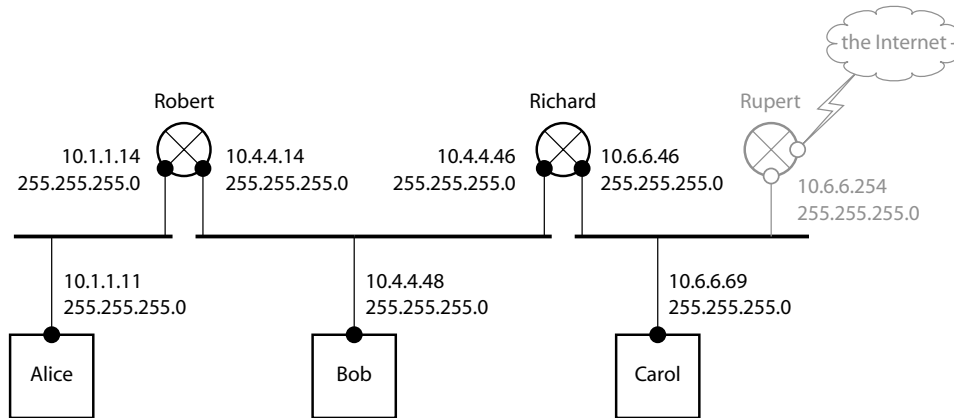 the Internet
Robert
Richard
Rupert
10.1.1.14
255.255.255.0
10.4.4.14
255.255.255.0
10.4.4.46
255.255.255.0
10.6.6.46
255.255.255.0
10.6.6.254
255.255.255.0
10.1.1.11
255.255.255.0
10.4.4.48
255.255.255.0
10.6.6.69
255.255.255.0
Alice
Bob
Carol